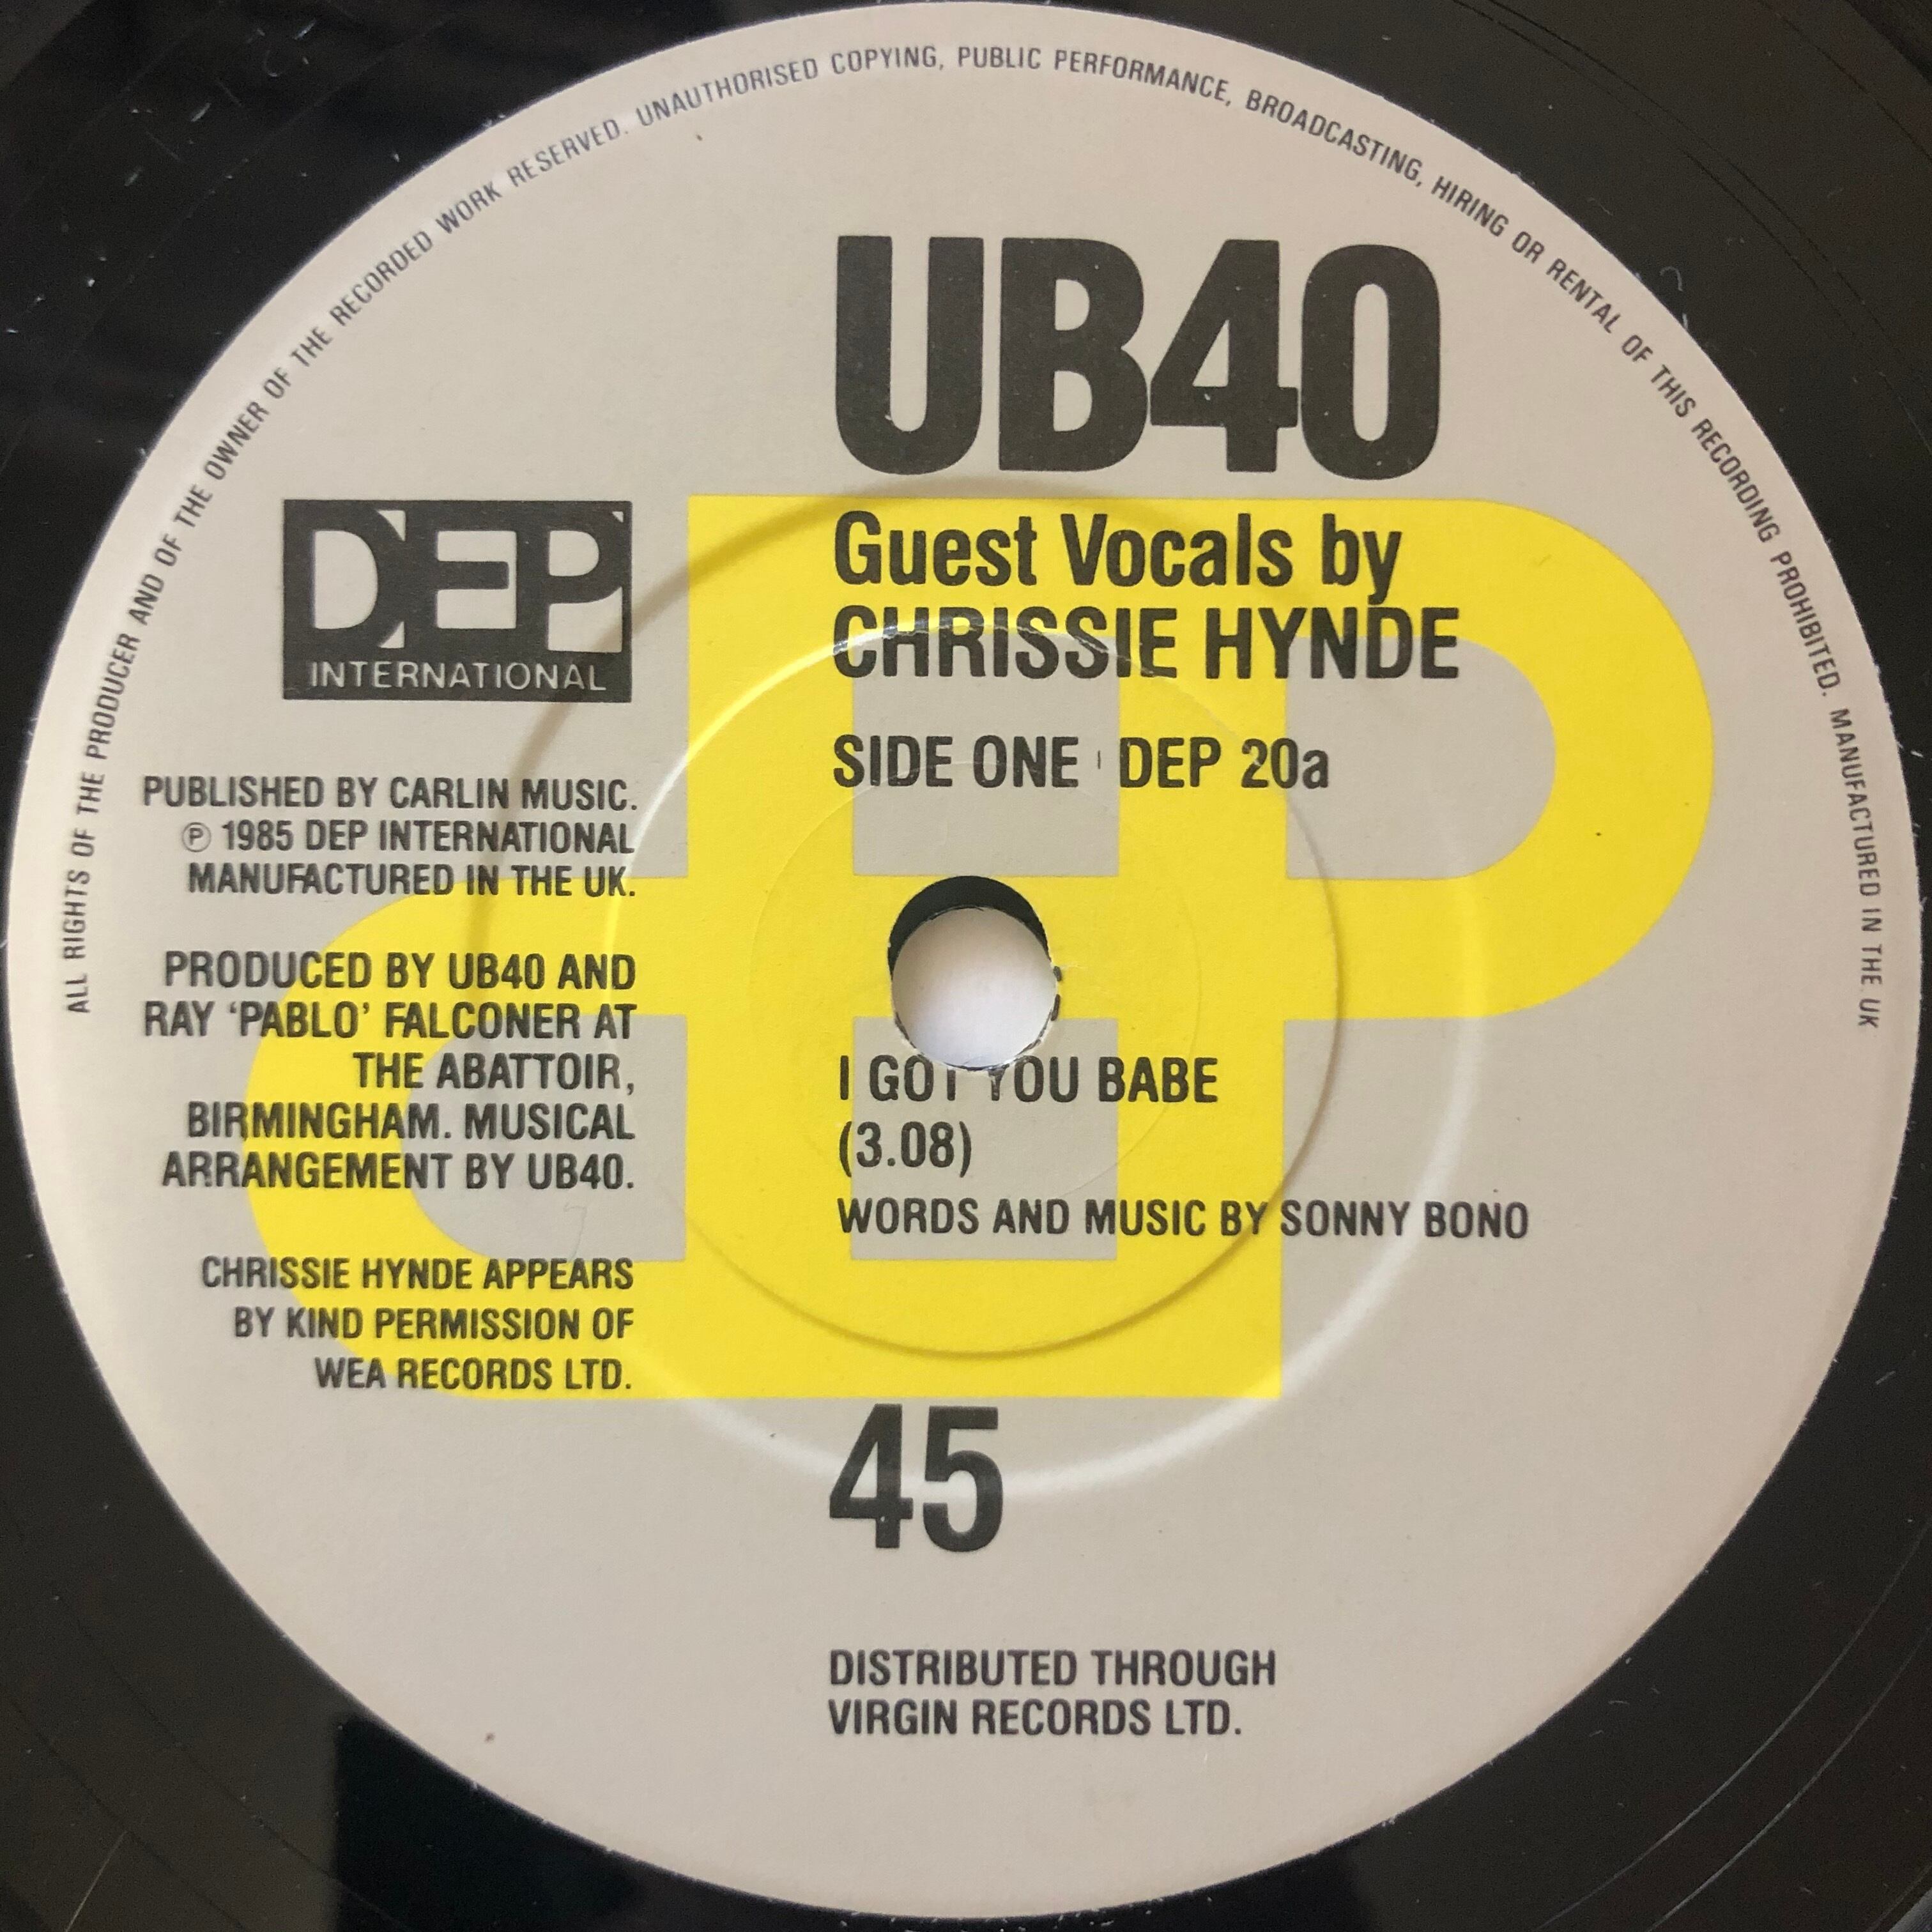 ALL RIGHTS OF THE PRODUCER AND OF THE OWNER OF THE RECORDED WORK RESERVED. UNAUTHORISED COPYING, PUBLIC PERFORMANCE, BROADCASTING, HIRING OR RENTAL OF THIS RECORDING PROHIBITED. MANUFACTURED IN THE UK
UB40
Guest Vocals by
CHRISSIE HYNDE
SIDE ONE DEP 20a
DEP
INTERNATIONAL
PUBLISHED BY CARLIN MUSIC.
℗ 1985 DEP INTERNATIONAL
MANUFACTURED IN THE UK.
PRODUCED BY UB40 AND
RAY ‘PABLO’ FALCONER AT
THE ABATTOIR,
BIRMINGHAM. MUSICAL
ARRANGEMENT BY UB40.
CHRISSIE HYNDE APPEARS
BY KIND PERMISSION OF
WEA RECORDS LTD.
I GOT YOU BABE
(3.08)
WORDS AND MUSIC BY SONNY BONO
45
DISTRIBUTED THROUGH
VIRGIN RECORDS LTD.